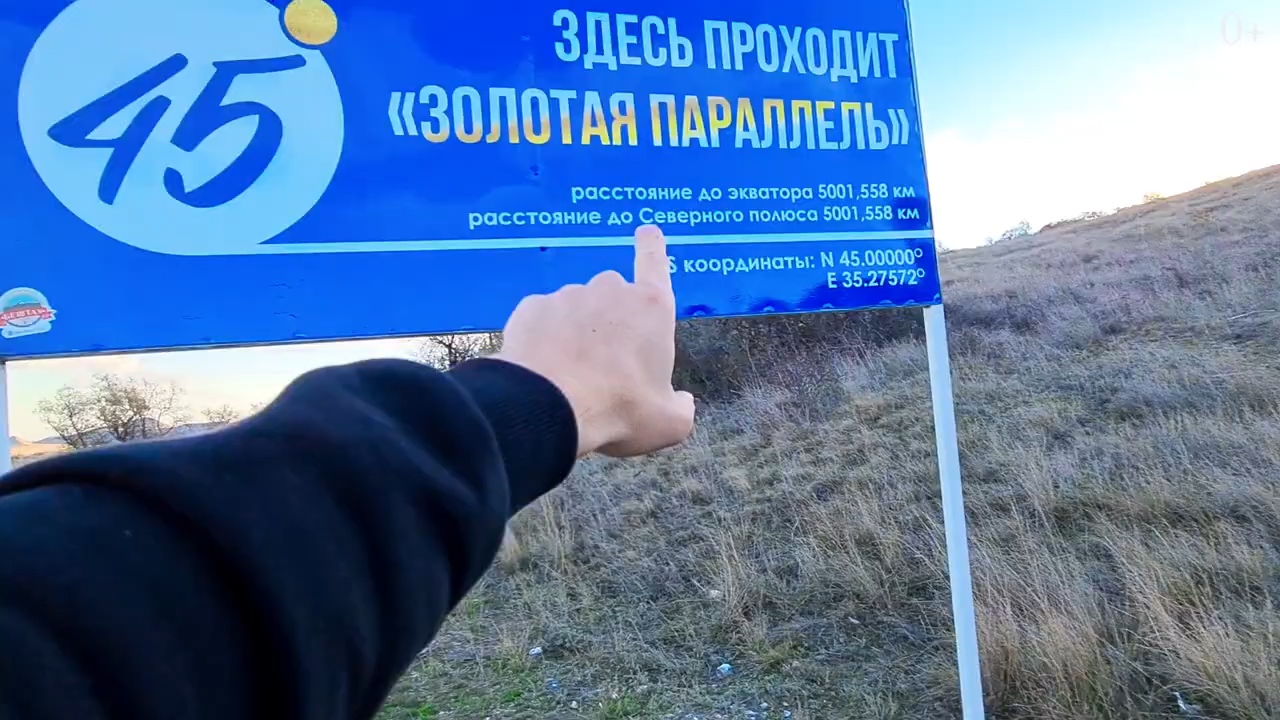 45
ЗДЕСЬ ПРОХОДИТ
«ЗОЛОТАЯ ПАРАЛЛЕЛЬ»
расстояние до экватора 5001,558 км
расстояние до Северного полюса 5001,558 км
координаты: N 45.00000°
E 35.27572°
0+